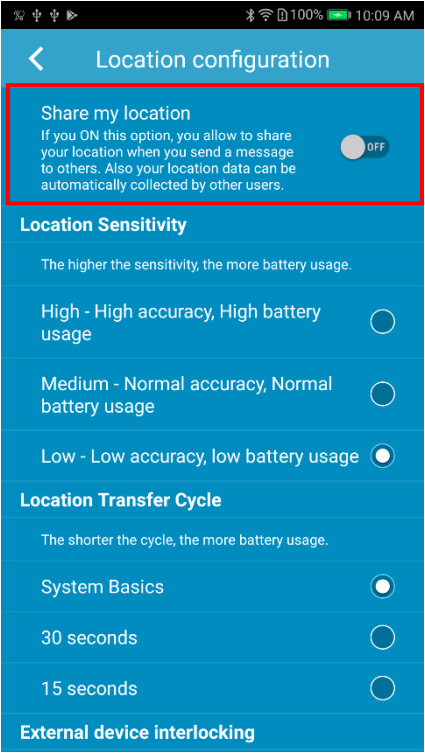 100% 10:09 AM
Location configuration
Share my location
If you ON this option, you allow to share
your location when you send a message
to others. Also your location data can be
automatically collected by other users.
OFF
Location Sensitivity
The higher the sensitivity, the more battery usage.
High - High accuracy, High battery
usage
Medium - Normal accuracy, Normal
battery usage
Low - Low accuracy, low battery usage
Location Transfer Cycle
The shorter the cycle, the more battery usage.
System Basics
30 seconds
15 seconds
External device interlocking